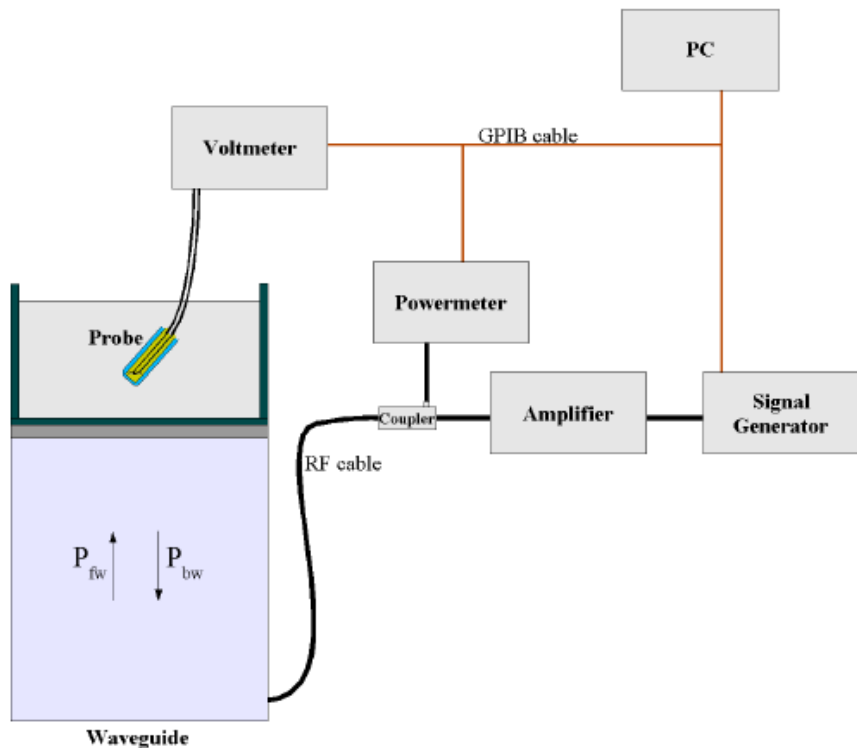 PC
Voltmeter
GPIB cable
Powermeter
Probe
Coupler
Amplifier
Signal
Generator
RF cable
P fw
P bw
Waveguide